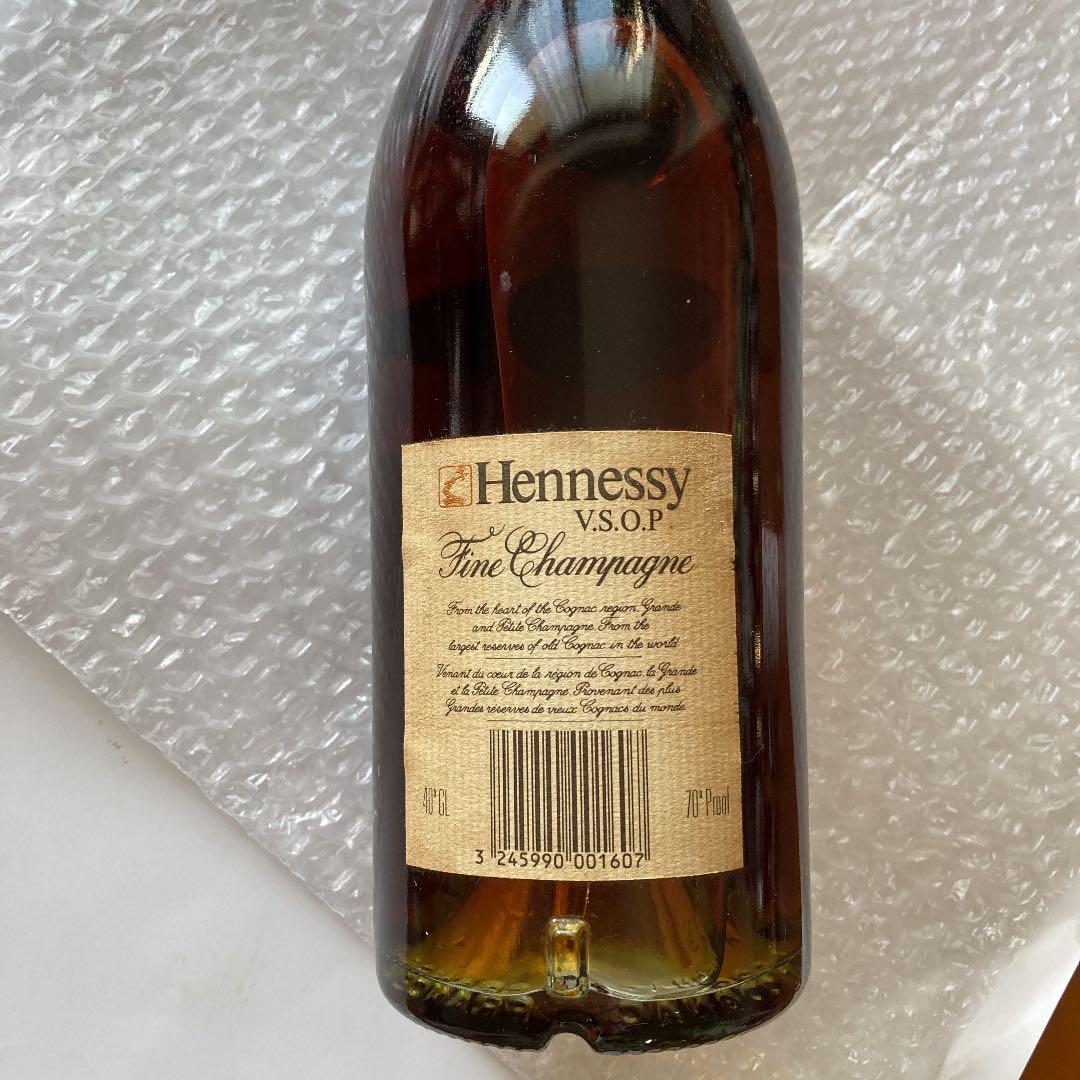 Hennessy
V.S.O.P
Fine Champagne
From the heart of the Cognac region, Grande
and Petite Champagne. From the
largest reserves of old Cognac in the world
Venant du cœur de la région de Cognac, la Grande
et la Petite Champagne. Provenant des plus
Grandes réserves de vieux Cognacs du monde.
40° GL
70° Proof
3 245990 001607